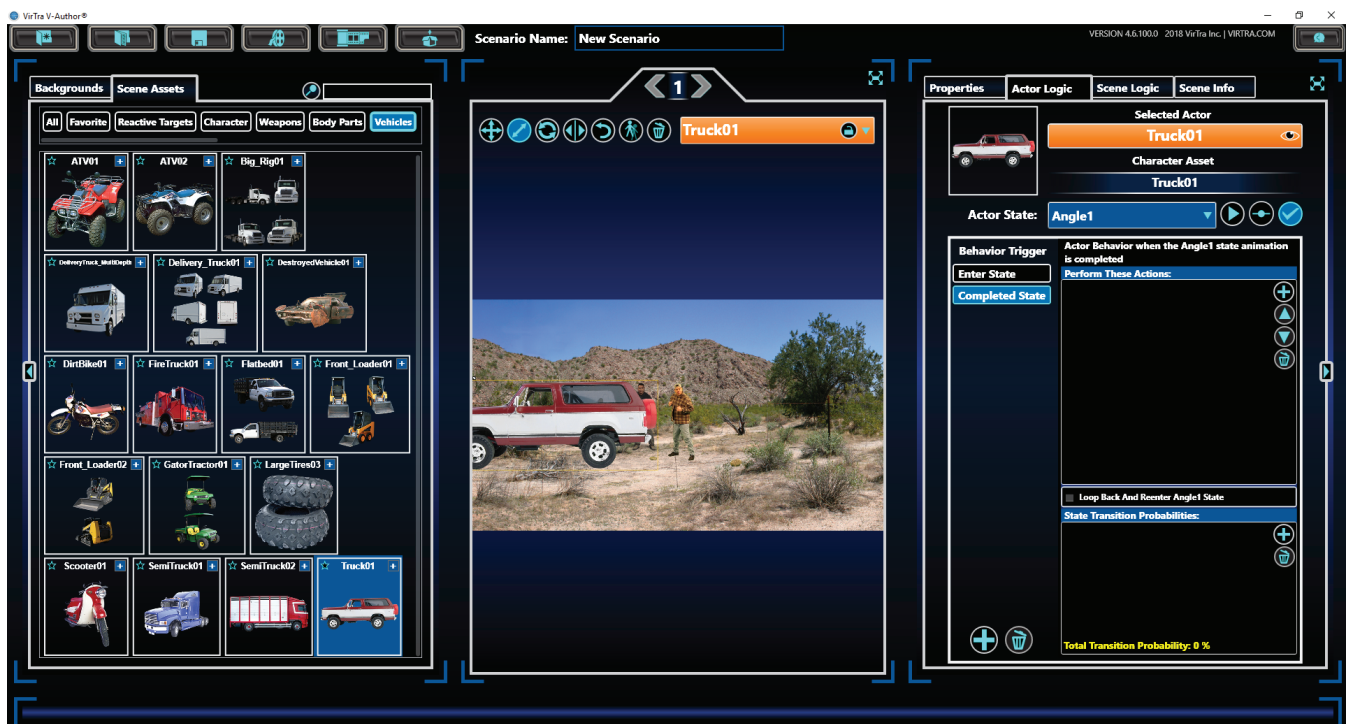 VirTra V-Author®
Scenario Name: New Scenario
VERSION 4.6.100.0 2018 VirTra Inc. | VIRTRA.COM
Backgrounds Scene Assets
All Favorite Reactive Targets Character Weapons Body Parts Vehicles
ATV01 ATV02 Big_Rig01
DeliveryTruck_MultiDepth Delivery_Truck01 DestroyedVehicle01
DirtBike01 FireTruck01 Flatbed01 Front_Loader01
Front_Loader02 GatorTractor01 LargeTires03
Scooter01 SemiTruck01 SemiTruck02 Truck01
1
Truck01
Properties Actor Logic Scene Logic Scene Info
Selected Actor
Truck01
Character Asset
Truck01
Actor State: Angle1
Behavior Trigger
Enter State
Completed State
Actor Behavior when the Angle1 state animation
is completed
Perform These Actions:
Loop Back And Reenter Angle1 State
State Transition Probabilities:
Total Transition Probability: 0 %